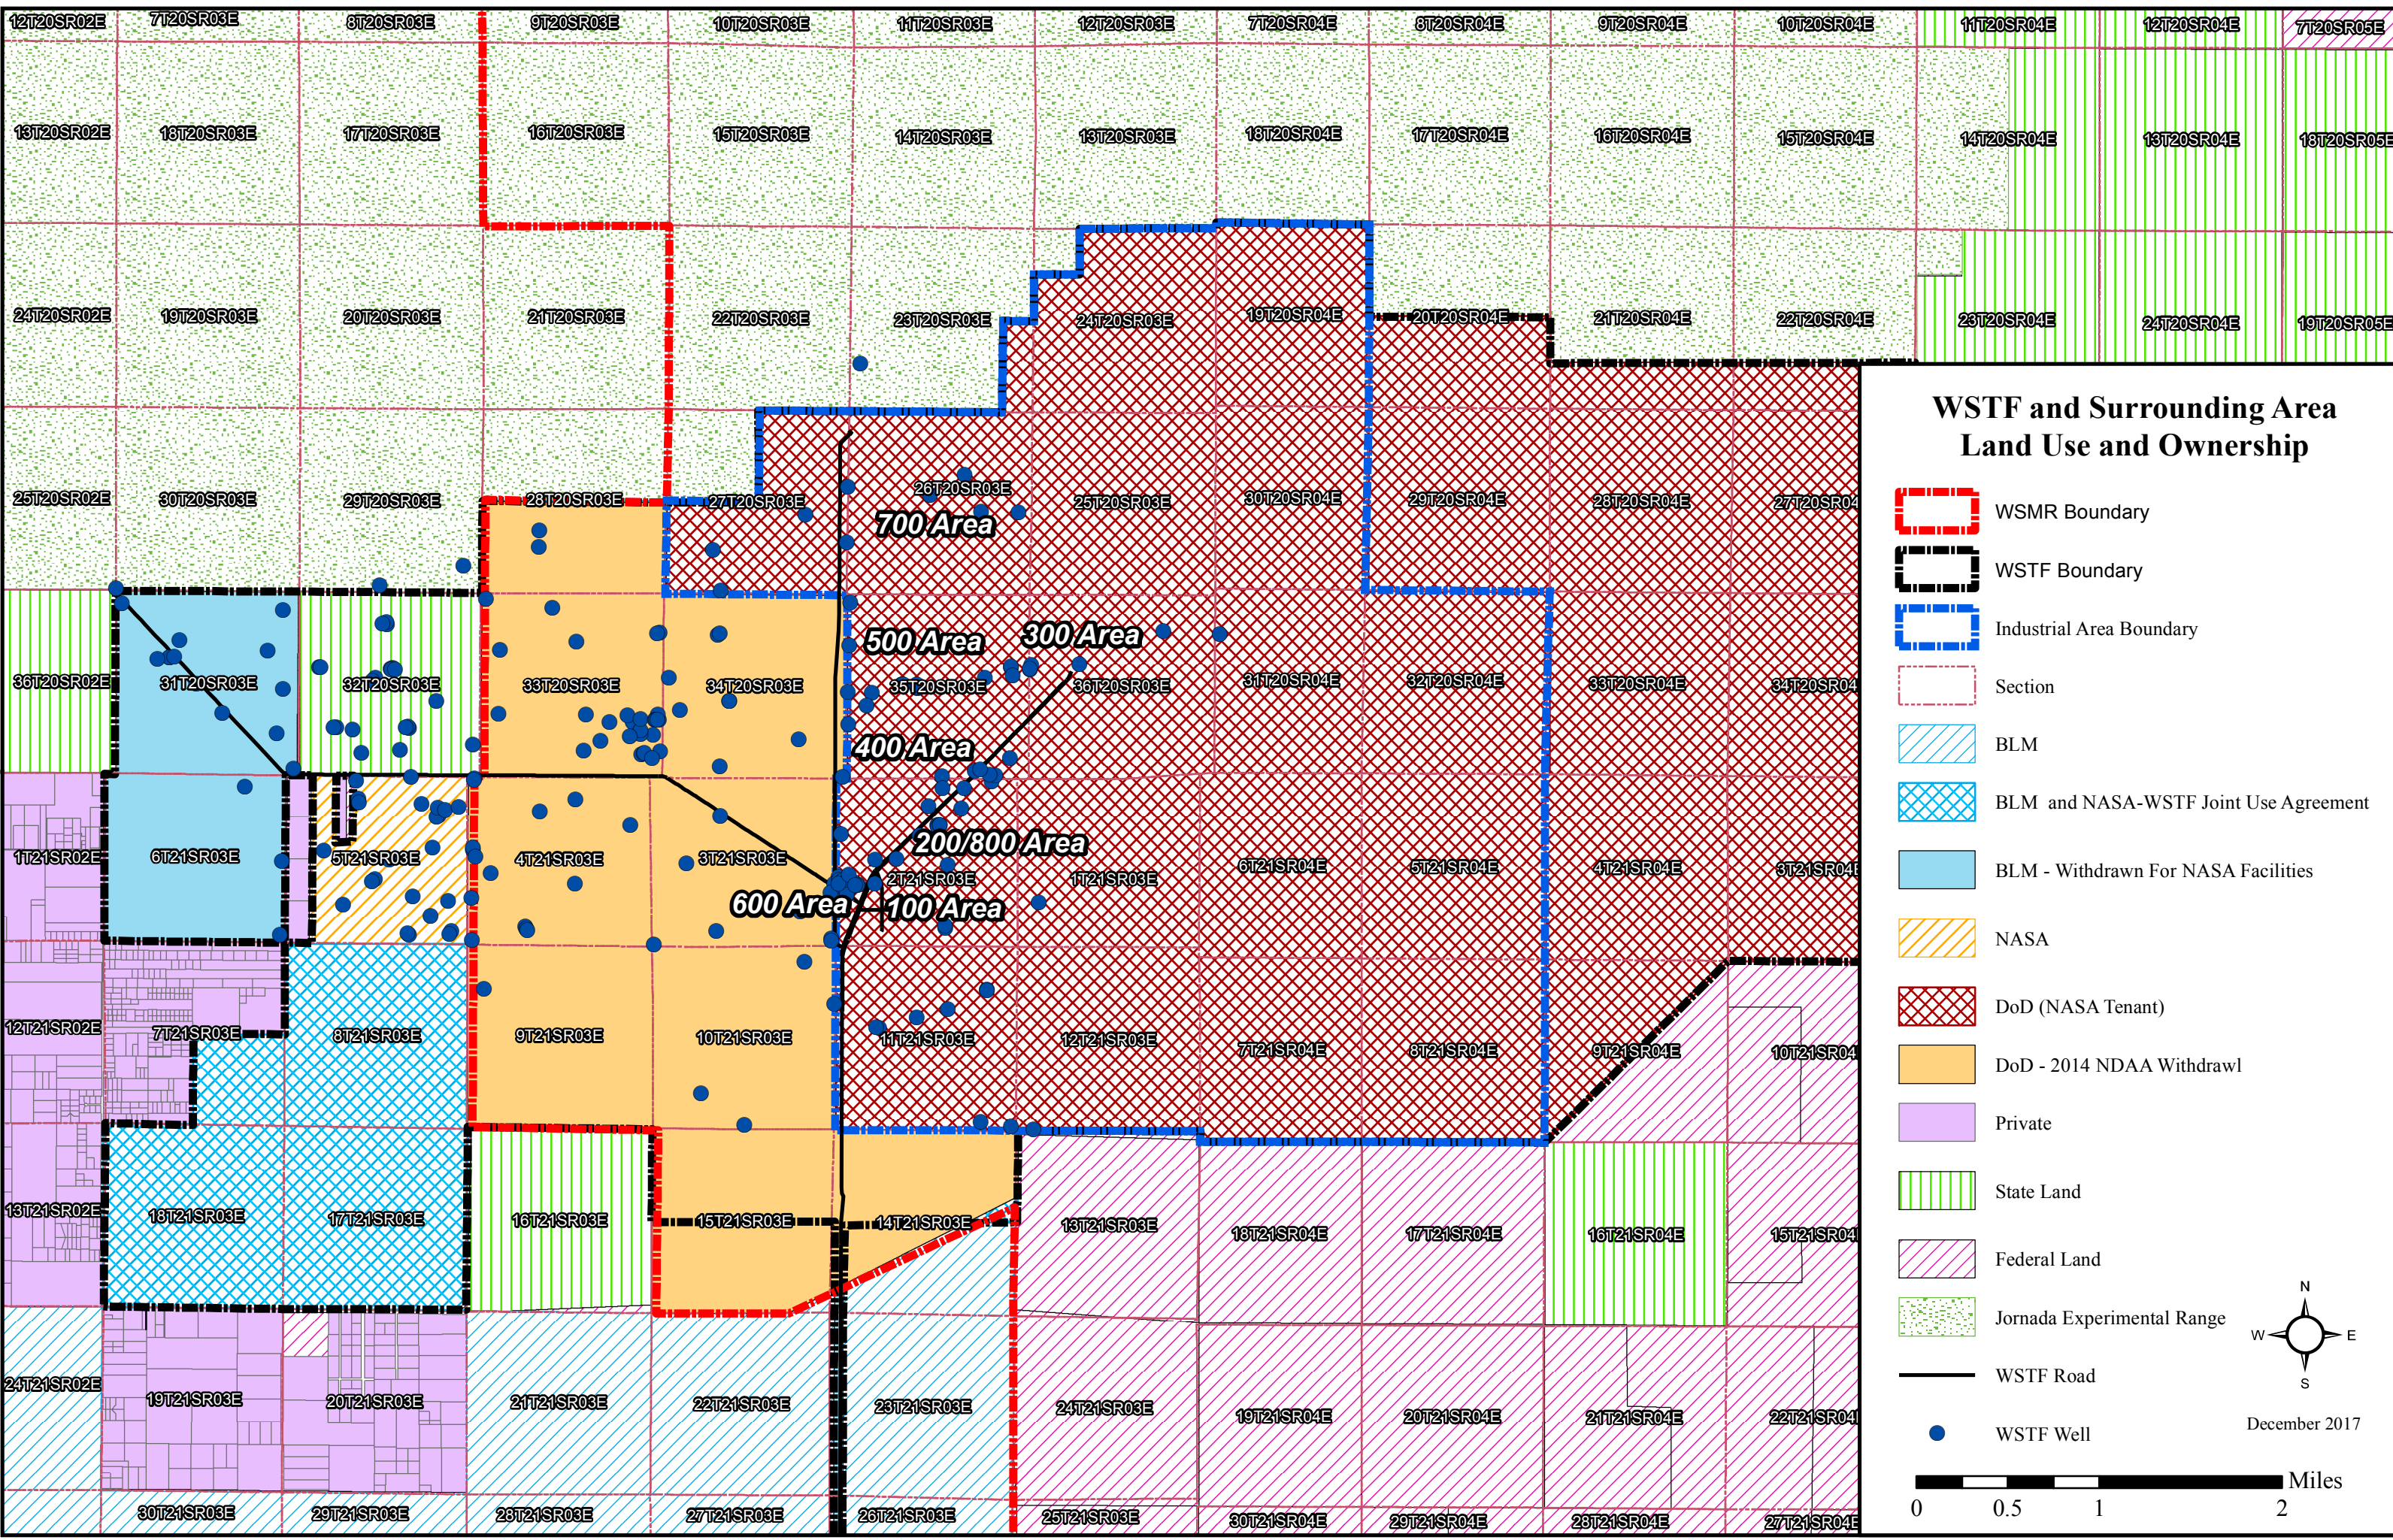 12T20SR02E 7T20SR03E 8T20SR03E 9T20SR03E 10T20SR03E 11T20SR03E 12T20SR03E 7T20SR04E 8T20SR04E 9T20SR04E 10T20SR04E 11T20SR04E 12T20SR04E 7T20SR05E
13T20SR02E 18T20SR03E 17T20SR03E 16T20SR03E 15T20SR03E 14T20SR03E 13T20SR03E 18T20SR04E 17T20SR04E 16T20SR04E 15T20SR04E 14T20SR04E 13T20SR04E 18T20SR05E
24T20SR02E 19T20SR03E 20T20SR03E 21T20SR03E 22T20SR03E 23T20SR03E 24T20SR03E 19T20SR04E 20T20SR04E 21T20SR04E 22T20SR04E 23T20SR04E 24T20SR04E 19T20SR05E
25T20SR02E 30T20SR03E 29T20SR03E 28T20SR03E 27T20SR03E 26T20SR03E 25T20SR03E 30T20SR04E 29T20SR04E 28T20SR04E 27T20SR04
700 Area
500 Area 300 Area
36T20SR02E 31T20SR03E 32T20SR03E 33T20SR03E 34T20SR03E 35T20SR03E 36T20SR03E 31T20SR04E 32T20SR04E 33T20SR04E 34T20SR04
400 Area
200/800 Area
1T21SR02E 6T21SR03E 5T21SR03E 4T21SR03E 3T21SR03E 2T21SR03E 1T21SR03E 6T21SR04E 5T21SR04E 4T21SR04E 3T21SR04E
600 Area 100 Area
12T21SR02E 7T21SR03E 8T21SR03E 9T21SR03E 10T21SR03E 11T21SR03E 12T21SR03E 7T21SR04E 8T21SR04E 9T21SR04E 10T21SR04
13T21SR02E 18T21SR03E 17T21SR03E 16T21SR03E 15T21SR03E 14T21SR03E 13T21SR03E 18T21SR04E 17T21SR04E 16T21SR04E 15T21SR04
24T21SR02E 19T21SR03E 20T21SR03E 21T21SR03E 22T21SR03E 23T21SR03E 24T21SR03E 19T21SR04E 20T21SR04E 21T21SR04E 22T21SR04
30T21SR03E 29T21SR03E 28T21SR03E 27T21SR03E 26T21SR03E 25T21SR03E 30T21SR04E 29T21SR04E 28T21SR04E 27T21SR04E
WSTF and Surrounding Area
Land Use and Ownership
WSMR Boundary
WSTF Boundary
Industrial Area Boundary
Section
BLM
BLM and NASA-WSTF Joint Use Agreement
BLM - Withdrawn For NASA Facilities
NASA
DoD (NASA Tenant)
DoD - 2014 NDAA Withdrawl
Private
State Land
Federal Land
Jornada Experimental Range
WSTF Road
WSTF Well
N
W E
S
December 2017
Miles
0 0.5 1 2